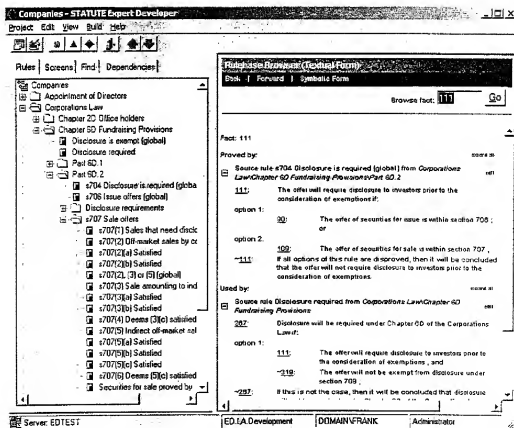 Companies - STATUTE Expert Developer
Project Edit View Build Help
Rules Screens Find Dependencies
Companies
Appointment of Directors
Corporations Law
Chapter 2D Office holders
Chapter 6D Fundraising Provisions
Disclosure is exempt (global)
Disclosure required
Part 6D.1
Part 6D.2
s704 Disclosure is required (globa
s706 Issue offers (global)
Disclosure requirements
s707 Sale offers
s707(1) Sales that need disclo
s707(2) Off-market sales by co
s707(2)(a) Satisfied
s707(2)(b) Satisfied
s707(2), (3) or (5) (global)
s707(3) Sale amounting to ind
s707(3)(a) Satisfied
s707(3)(b) Satisfied
s707(4) Deems (3)(c) satisfied
s707(5) Indirect off-market sal
s707(5)(a) Satisfied
s707(5)(b) Satisfied
s707(6) Deems (5)(c) satisfied
Securities for sale proved by
Rulebase Browser (Textual Form)
Back | Forward | Symbolic Form
Browse fact: 111 Go
Fact: 111
Proved by:
Source rule s704 Disclosure is required (global) from Corporations
Law\Chapter 6D Fundraising Provisions\Part 6D.2
111: The offer will require disclosure to investors prior to the
consideration of exemptions if:
option 1:
90: The offer of securities for issue is within section 706 ;
or
option 2:
109: The offer of securities for sale is within section 707 ;
~111: If all options of this rule are disproved, then it will be concluded
that the offer will not require disclosure to investors prior to the
consideration of exemptions.
Used by:
Source rule Disclosure required from Corporations Law\Chapter 6D
Fundraising Provisions
287: Disclosure will be required under Chapter 6D of the Corporations
Law if:
option 1:
111: The offer will require disclosure to investors prior to
the consideration of exemptions ; and
~219: The offer will not be exempt from disclosure under
section 708 ;
~287: If this is not the case, then it will be concluded that disclosure
Server: EDTEST
DOMAIN\FRANK
Administrator